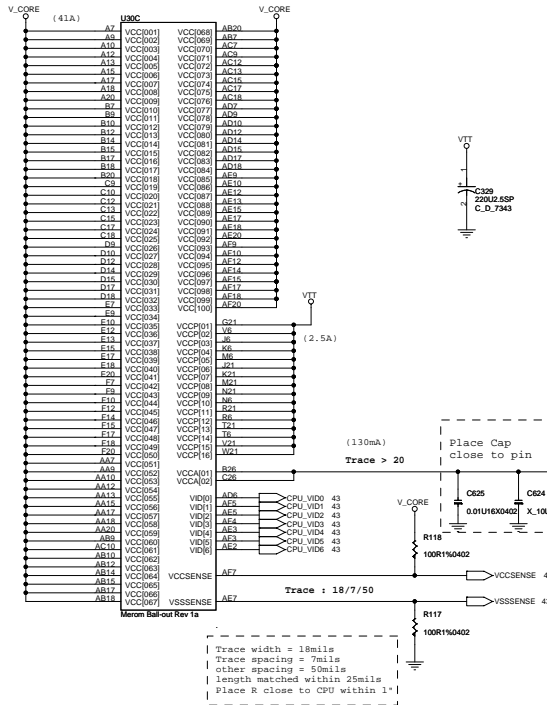 V_CORE
(41A)
U30C
V_CORE
A7 VCC[001] VCC[068] AB20
A9 VCC[002] VCC[069] AB7
A10 VCC[003] VCC[070] AC7
A12 VCC[004] VCC[071] AC9
A13 VCC[005] VCC[072] AC12
A15 VCC[006] VCC[073] AC13
A17 VCC[007] VCC[074] AC15
A18 VCC[008] VCC[075] AC17
A20 VCC[009] VCC[076] AC18
B7 VCC[010] VCC[077] AD7
B9 VCC[011] VCC[078] AD9
B10 VCC[012] VCC[079] AD10
B12 VCC[013] VCC[080] AD12
B14 VCC[014] VCC[081] AD14
B15 VCC[015] VCC[082] AD15
B17 VCC[016] VCC[083] AD17
B18 VCC[017] VCC[084] AD18
B20 VCC[018] VCC[085] AE9
C9 VCC[019] VCC[086] AE10
C10 VCC[020] VCC[087] AE12
C12 VCC[021] VCC[088] AE13
C13 VCC[022] VCC[089] AE15
C15 VCC[023] VCC[090] AE17
C17 VCC[024] VCC[091] AE18
C18 VCC[025] VCC[092] AE20
D9 VCC[026] VCC[093] AF9
D10 VCC[027] VCC[094] AF10
D12 VCC[028] VCC[095] AF12
D14 VCC[029] VCC[096] AF14
D15 VCC[030] VCC[097] AF15
D17 VCC[031] VCC[098] AF17
D18 VCC[032] VCC[099] AF18
E7 VCC[033] VCC[100] AF20
E9 VCC[034]
E10 VCC[035] VCCP[01] G21
E12 VCC[036] VCCP[02] V6
E13 VCC[037] VCCP[03] J6
E15 VCC[038] VCCP[04] K6
E17 VCC[039] VCCP[05] M6
E18 VCC[040] VCCP[06] J21
E20 VCC[041] VCCP[07] K21
F7 VCC[042] VCCP[08] M21
F9 VCC[043] VCCP[09] N21
F10 VCC[044] VCCP[10] N6
F12 VCC[045] VCCP[11] R21
F14 VCC[046] VCCP[12] R6
F15 VCC[047] VCCP[13] T21
F17 VCC[048] VCCP[14] T6
F18 VCC[049] VCCP[15] V21
F20 VCC[050] VCCP[16] W21
AA7 VCC[051]
AA9 VCC[052] VCCA[01] B26
AA10 VCC[053] VCCA[02] C26
AA12 VCC[054]
AA13 VCC[055] VID[0] AD6 CPU_VID0 43
AA15 VCC[056] VID[1] AF5 CPU_VID1 43
AA17 VCC[057] VID[2] AE5 CPU_VID2 43
AA18 VCC[058] VID[3] AF4 CPU_VID3 43
AA20 VCC[059] VID[4] AE3 CPU_VID4 43
AB9 VCC[060] VID[5] AF3 CPU_VID5 43
AC10 VCC[061] VID[6] AE2 CPU_VID6 43
AB10 VCC[062]
AB12 VCC[063]
AB14 VCC[064] VCCSENSE AF7
AB15 VCC[065]
AB17 VCC[066]
AB18 VCC[067] VSSSENSE AE7
Merom Ball-out Rev 1a
VTT
(2.5A)
VTT
1
+
2
C329
220U2.5SP
C_D_7343
(130mA)
Trace > 20
Place Cap
close to pin
C625
0.01U16X0402
C624
V_CORE
R118
100R1%0402
VCCSENSE
Trace : 18/7/50
VSSSENSE
R117
100R1%0402
Trace width = 18mils
Trace spacing = 7mils
other spacing = 50mils
length matched within 25mils
Place R close to CPU within 1"